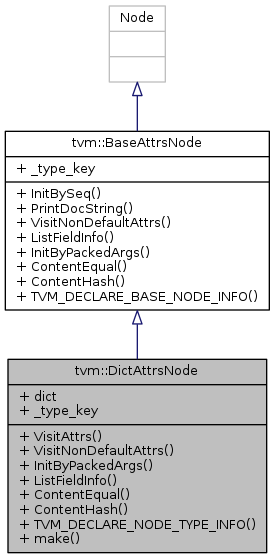 Node
tvm::BaseAttrsNode
+ _type_key
+ InitBySeq()
+ PrintDocString()
+ VisitNonDefaultAttrs()
+ ListFieldInfo()
+ InitByPackedArgs()
+ ContentEqual()
+ ContentHash()
+ TVM_DECLARE_BASE_NODE_INFO()
tvm::DictAttrsNode
+ dict
+ _type_key
+ VisitAttrs()
+ VisitNonDefaultAttrs()
+ InitByPackedArgs()
+ ListFieldInfo()
+ ContentEqual()
+ ContentHash()
+ TVM_DECLARE_NODE_TYPE_INFO()
+ make()